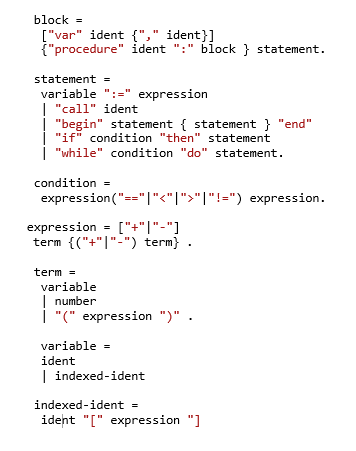 block =
["var" ident {"," ident}]
{"procedure" ident ":" block } statement.
statement =
variable ":=" expression
| "call" ident
| "begin" statement { statement } "end"
| "if" condition "then" statement
| "while" condition "do" statement.
condition =
expression("=="|"<"|">"|"!=") expression.
expression = ["+"|"-"]
term {("+"|"-") term} .
term =
variable
| number
| "(" expression ")" .
variable =
ident
| indexed-ident
indexed-ident =
ident "[" expression "]